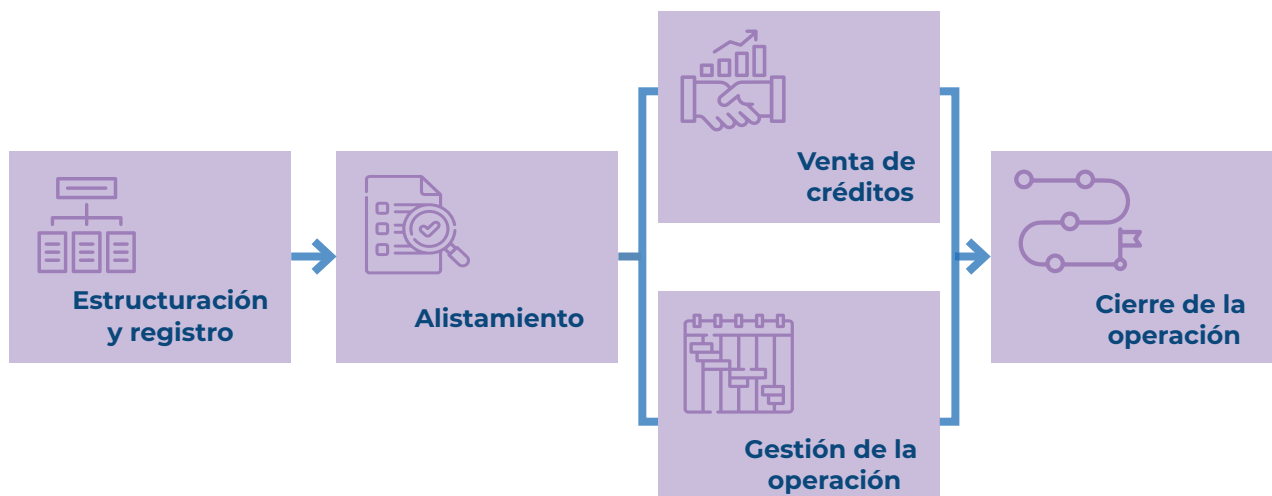 Estructuración
y registro
Alistamiento
Venta de
créditos
Gestión de la
operación
Cierre de la
operación